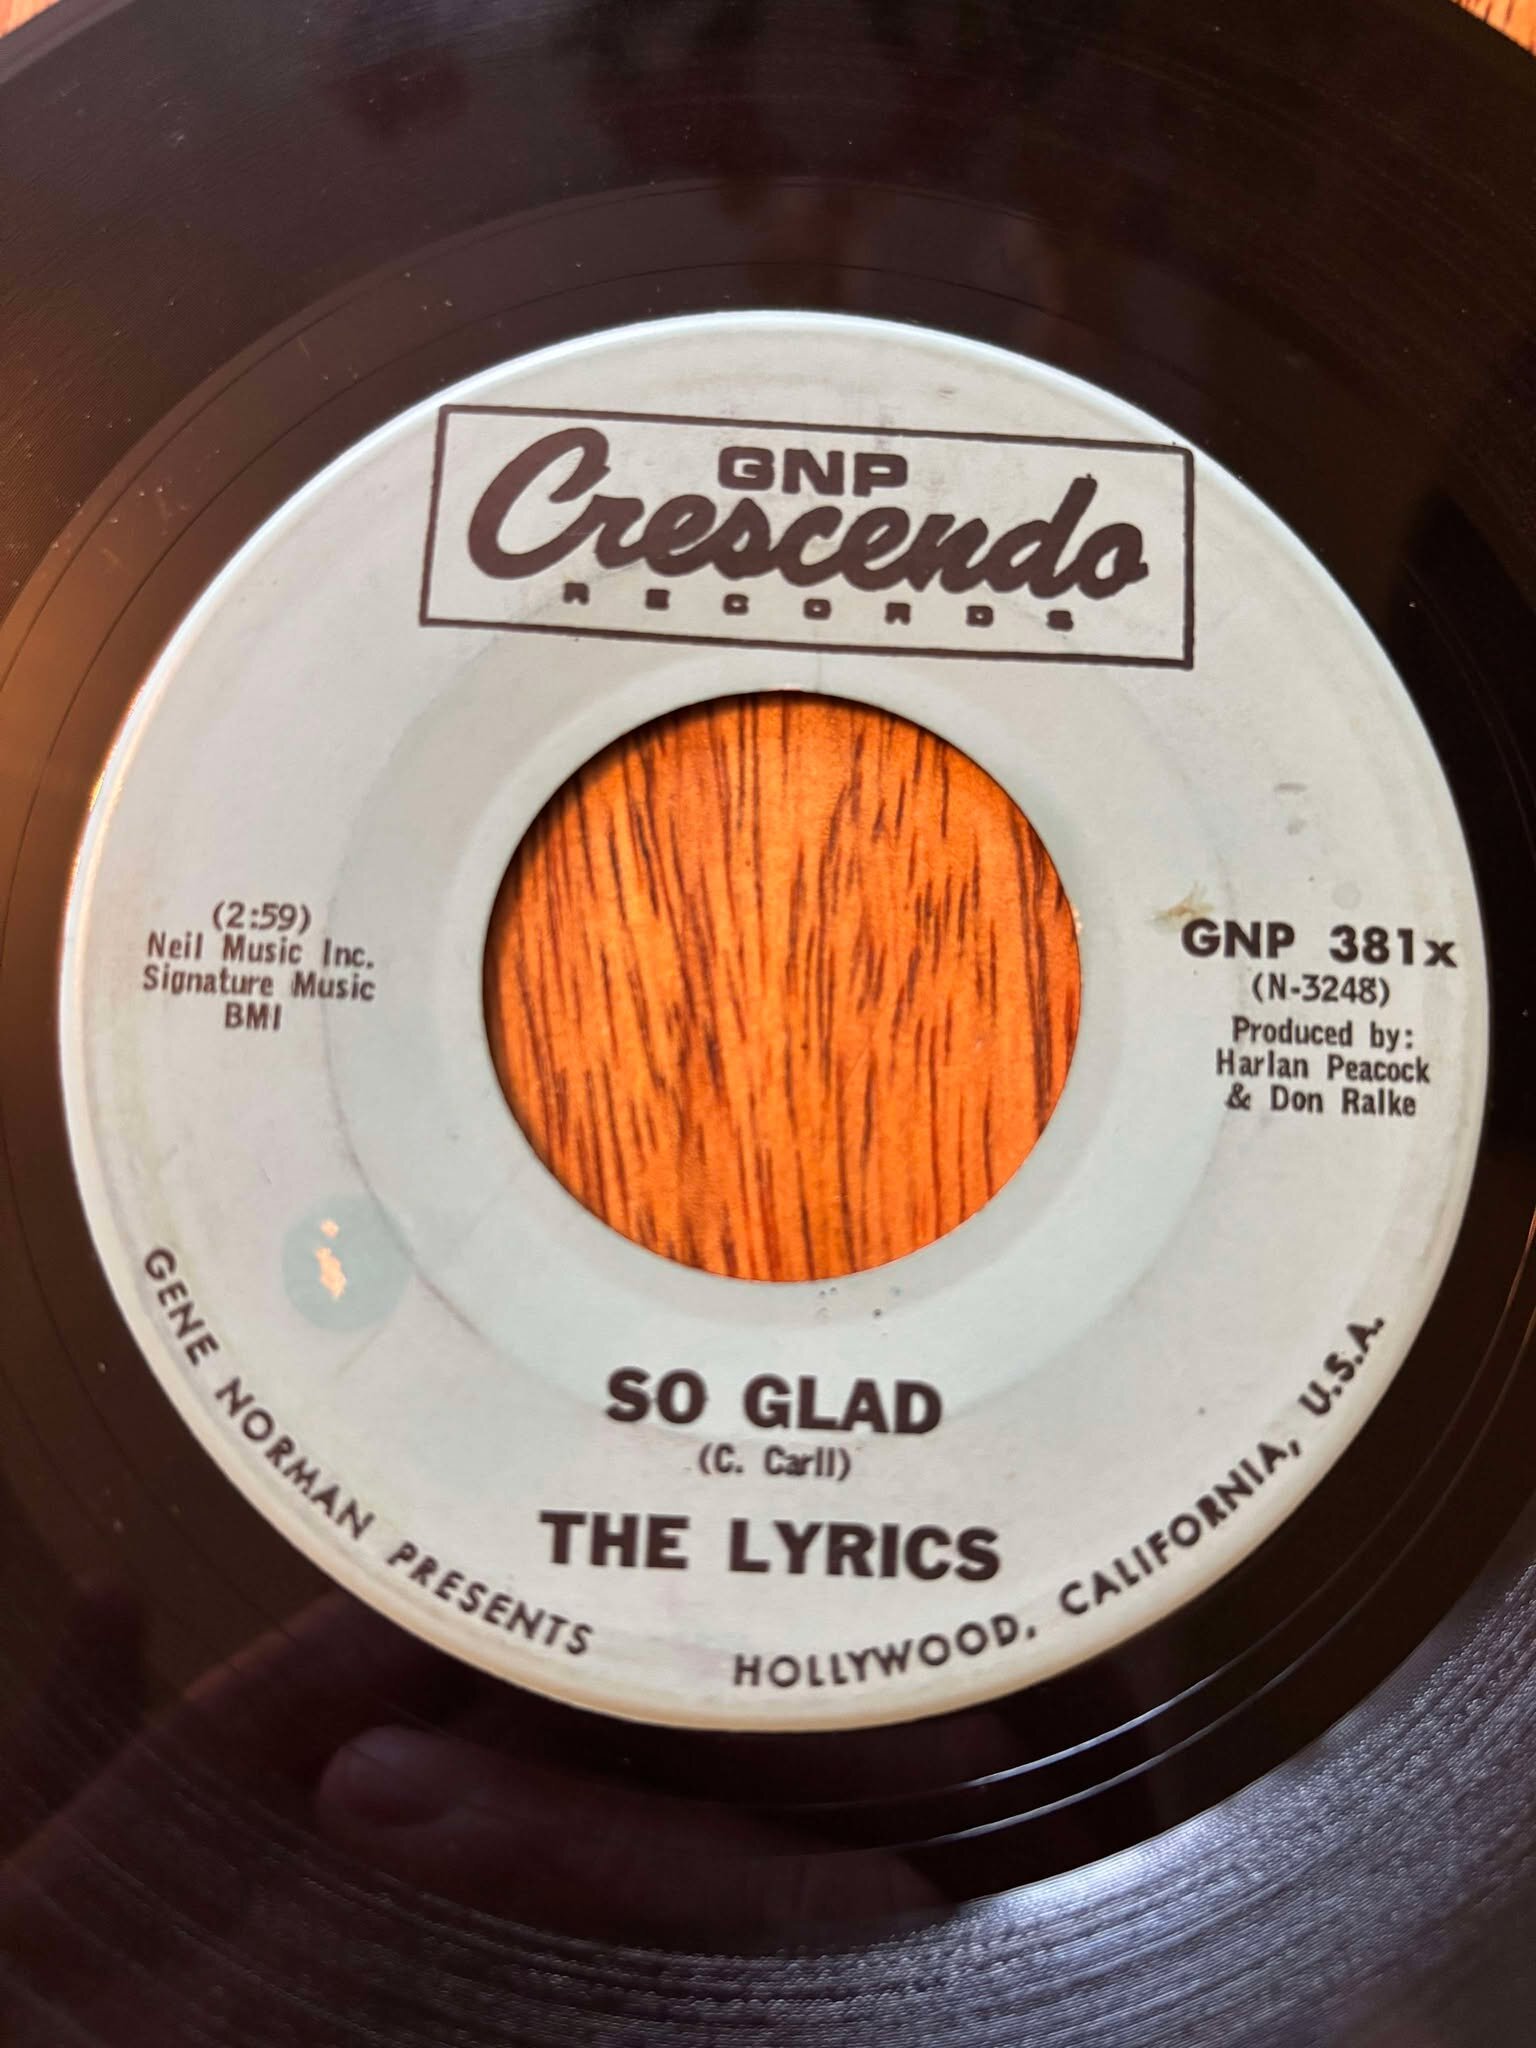 GNP
Crescendo
RECORDS
(2:59)
Neil Music Inc.
Signature Music
BMI
GNP 381x
(N-3248)
Produced by:
Harlan Peacock
& Don Ralke
SO GLAD
(C. Carll)
THE LYRICS
GENE NORMAN PRESENTS
HOLLYWOOD, CALIFORNIA, U.S.A.